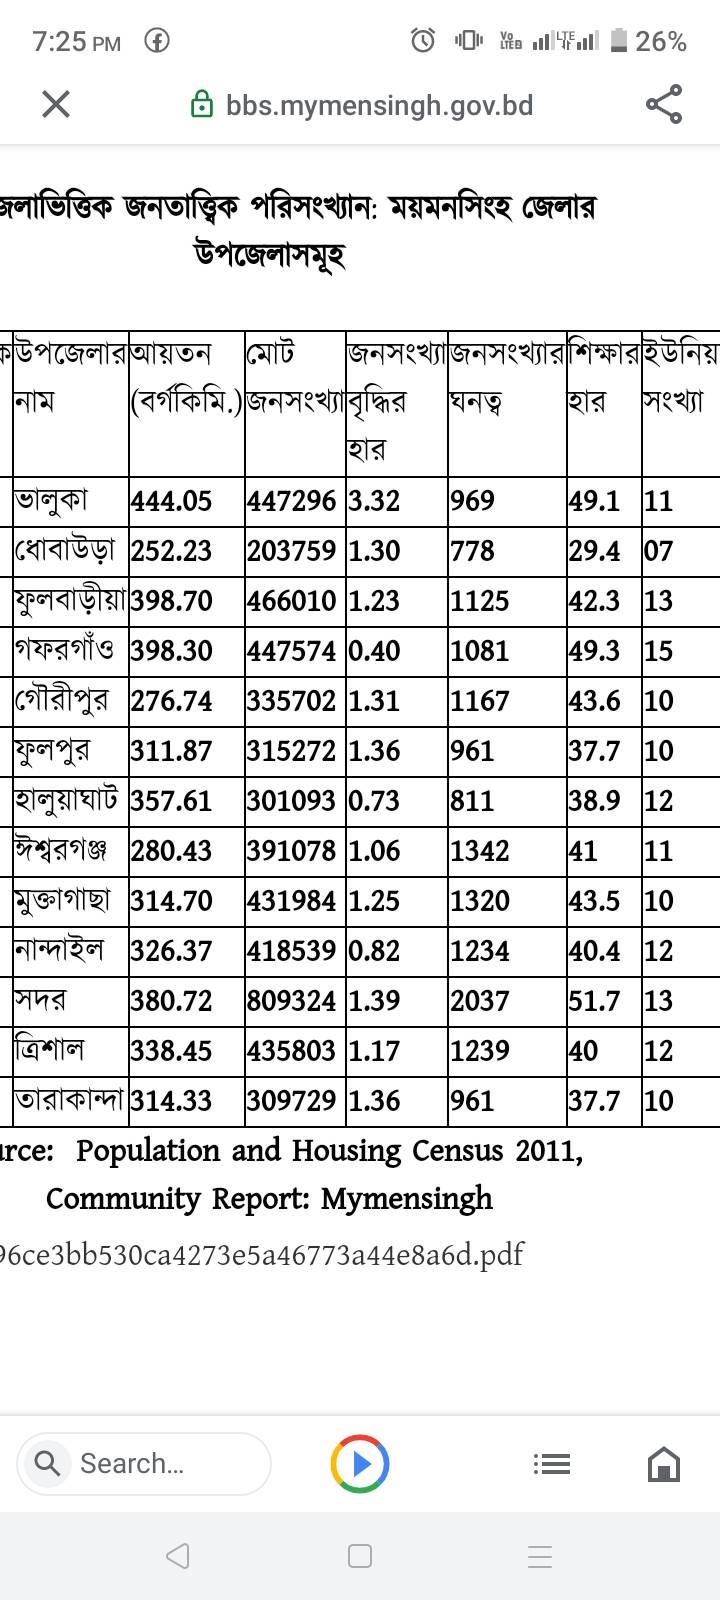 7:25 PM VO LTE2 LTE 26%
bbs.mymensingh.gov.bd
জেলাভিত্তিক জনতাত্ত্বিক পরিসংখ্যান: ময়মনসিংহ জেলার
উপজেলাসমূহ
উপজেলার আয়তন মোট জনসংখ্যা জনসংখ্যার শিক্ষার ইউনিয়
নাম (বর্গকিমি.) জনসংখ্যা বৃদ্ধির ঘনত্ব হার সংখ্যা
হার
ভালুকা 444.05 447296 3.32 969 49.1 11
ধোবাউড়া 252.23 203759 1.30 778 29.4 07
ফুলবাড়ীয়া 398.70 466010 1.23 1125 42.3 13
গফরগাঁও 398.30 447574 0.40 1081 49.3 15
গৌরীপুর 276.74 335702 1.31 1167 43.6 10
ফুলপুর 311.87 315272 1.36 961 37.7 10
হালুয়াঘাট 357.61 301093 0.73 811 38.9 12
ঈশ্বরগঞ্জ 280.43 391078 1.06 1342 41 11
মুক্তাগাছা 314.70 431984 1.25 1320 43.5 10
নান্দাইল 326.37 418539 0.82 1234 40.4 12
সদর 380.72 809324 1.39 2037 51.7 13
ত্রিশাল 338.45 435803 1.17 1239 40 12
তারাকান্দা 314.33 309729 1.36 961 37.7 10
urce: Population and Housing Census 2011,
Community Report: Mymensingh
96ce3bb530ca4273e5a46773a44e8a6d.pdf
Search...